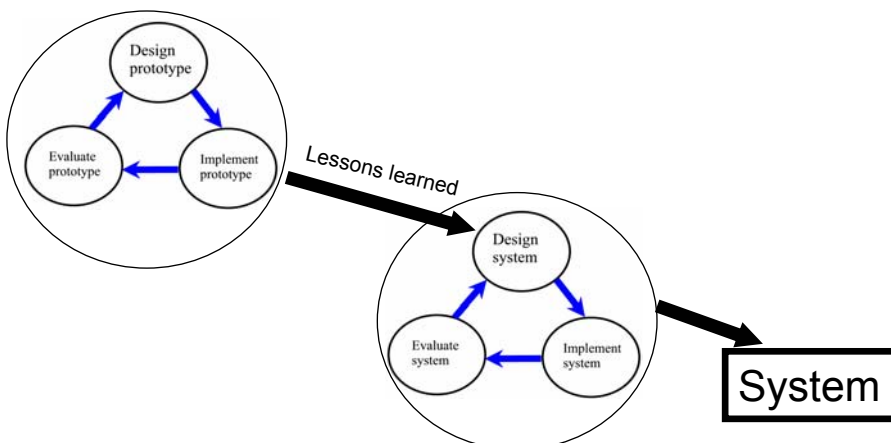 Design
prototype
Evaluate
prototype
Implement
prototype
Lessons learned
Design
system
Evaluate
system
Implement
system
System